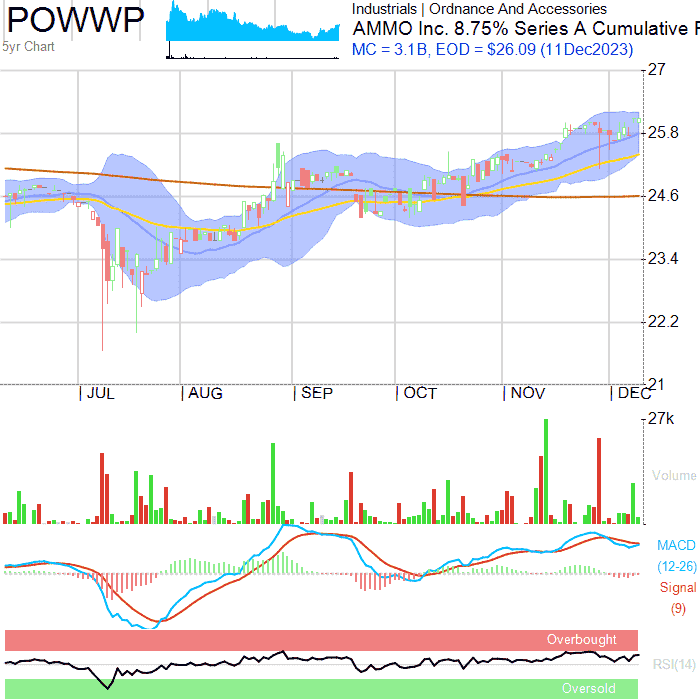 POWWP
5yr Chart
Industrials | Ordnance And Accessories
AMMO Inc. 8.75% Series A Cumulative
MC = 3.1B, EOD = $26.09 (11Dec2023)
27
25.8
24.6
23.4
22.2
21
JUL AUG SEP OCT NOV DEC
27k
Volume
MACD
(12-26)
Signal
(9)
Overbought
RSI(14)
Oversold